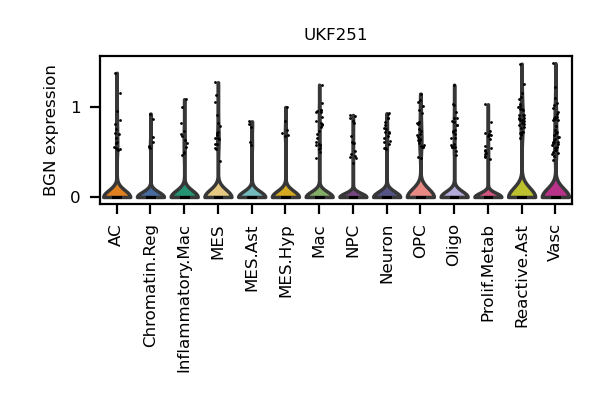 UKF251
BGN expression
1
0
AC
Chromatin.Reg
Inflammatory.Mac
MES
MES.Ast
MES.Hyp
Mac
NPC
Neuron
OPC
Oligo
Prolif.Metab
Reactive.Ast
Vasc